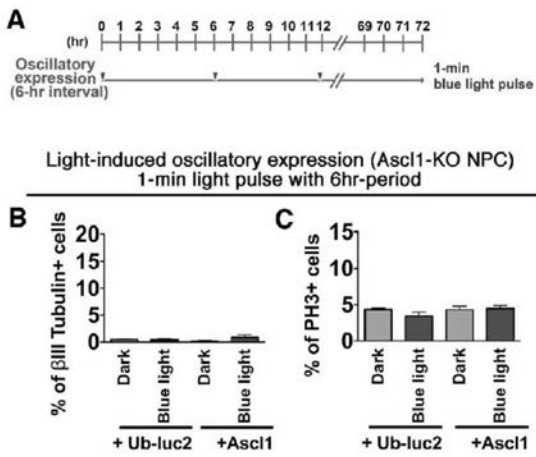 A
0 1 2 3 4 5 6 7 8 9 10 11 12 69 70 71 72
(hr)
Oscillatory
expression
(6-hr interval)
1-min
blue light pulse
Light-induced oscillatory expression (Ascl1-KO NPC)
1-min light pulse with 6hr-period
B
% of βIII Tubulin+ cells
20
15
10
5
0
Dark
Blue light
Dark
Blue light
+ Ub-luc2
+Ascl1
C
% of PH3+ cells
15
10
5
0
Dark
Blue light
Dark
Blue light
+ Ub-luc2
+Ascl1